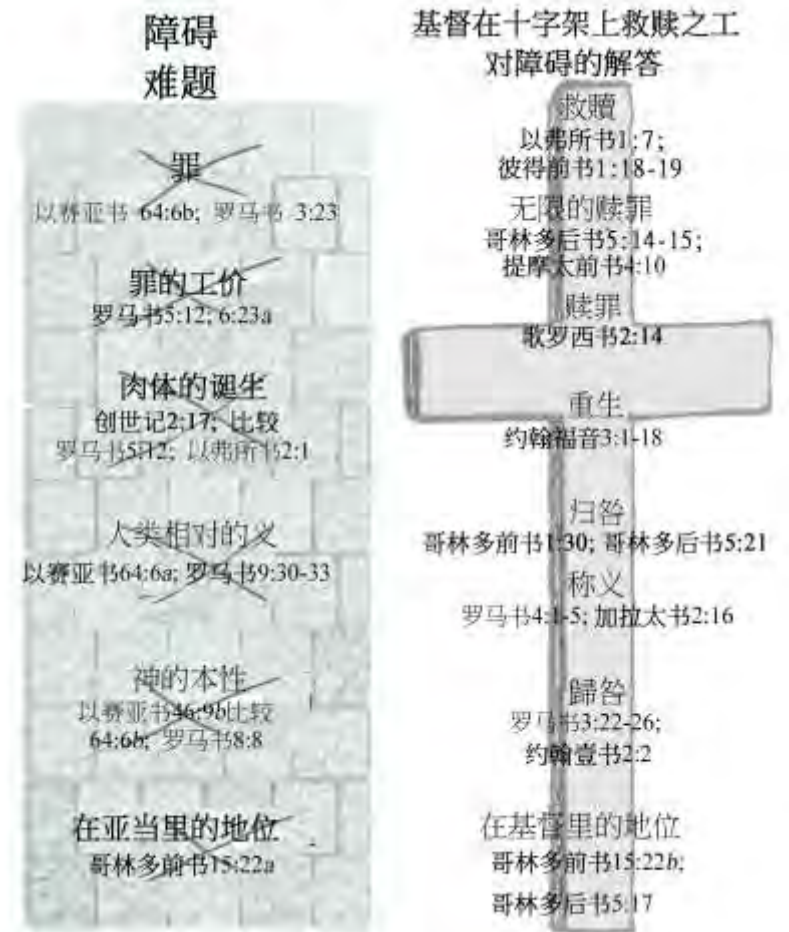 障碍
难题
罪
以赛亚书 64:6b; 罗马书 3:23
罪的工价
罗马书5:12; 6:23a
肉体的诞生
创世记2:17; 比较
罗马书5:12; 以弗所书2:1
人类相对的义
以赛亚书64:6a; 罗马书9:30-33
神的本性
以赛亚书46:9b比较
64:6b; 罗马书8:8
在亚当里的地位
哥林多前书15:22a
基督在十字架上救赎之工
对障碍的解答
救贖
以弗所书1:7;
彼得前书1:18-19
无限的赎罪
哥林多后书5:14-15;
提摩太前书4:10
赎罪
歌罗西书2:14
重生
约翰福音3:1-18
归咎
哥林多前书1:30; 哥林多后书5:21
称义
罗马书4:1-5; 加拉太书2:16
歸咎
罗马书3:22-26;
约翰壹书2:2
在基督里的地位
哥林多前书15:22b;
哥林多后书5:17